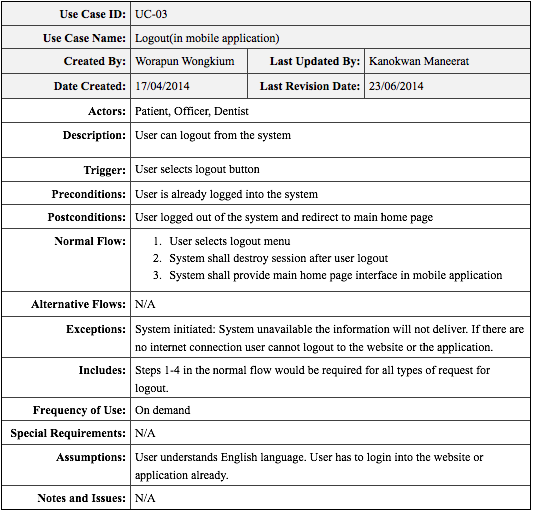 Use Case ID: UC-03
Use Case Name: Logout(in mobile application)
Created By: Worapun Wongkium Last Updated By: Kanokwan Maneerat
Date Created: 17/04/2014 Last Revision Date: 23/06/2014
Actors: Patient, Officer, Dentist
Description: User can logout from the system
Trigger: User selects logout button
Preconditions: User is already logged into the system
Postconditions: User logged out of the system and redirect to main home page
Normal Flow: 1. User selects logout menu
2. System shall destroy session after user logout
3. System shall provide main home page interface in mobile application
Alternative Flows: N/A
Exceptions: System initiated: System unavailable the information will not deliver. If there are
no internet connection user cannot logout to the website or the application.
Includes: Steps 1-4 in the normal flow would be required for all types of request for
logout.
Frequency of Use: On demand
Special Requirements: N/A
Assumptions: User understands English language. User has to login into the website or
application already.
Notes and Issues: N/A